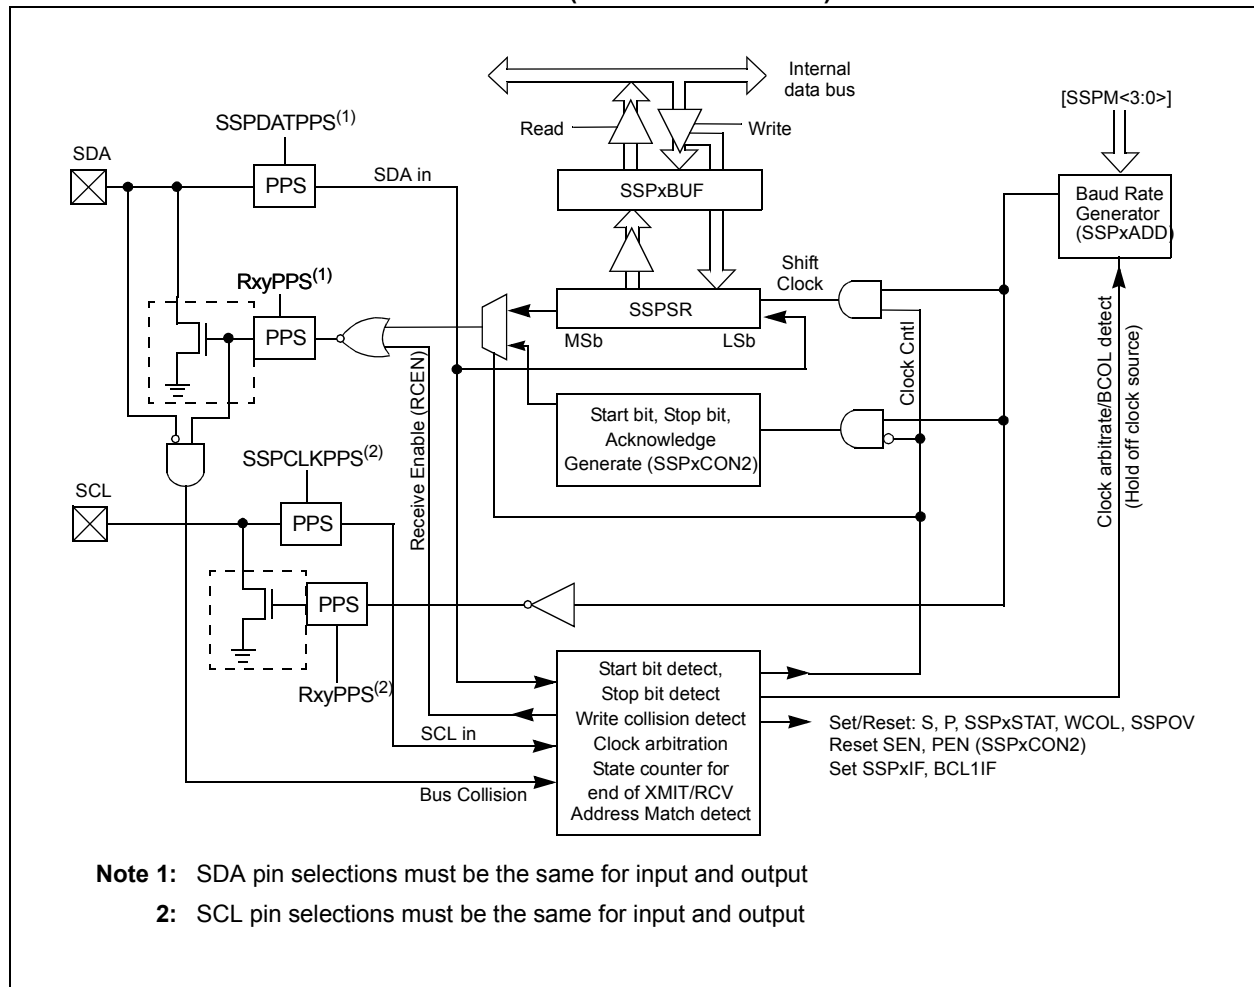 Internal
data bus
[SSPM<3:0>]
Read
Write
SSPDATPPS(1)
SDA
PPS
SDA in
SSPxBUF
Baud Rate
Generator
(SSPxADD)
Shift
Clock
RxyPPS(1)
PPS
SSPSR
MSb
LSb
Clock Cntl
Clock arbitrate/BCOL detect
(Hold off clock source)
Receive Enable (RCEN)
Start bit, Stop bit,
Acknowledge
Generate (SSPxCON2)
SSPCLKPPS(2)
SCL
PPS
PPS
RxyPPS(2)
Start bit detect,
Stop bit detect
Write collision detect
Clock arbitration
State counter for
end of XMIT/RCV
Address Match detect
SCL in
Bus Collision
Set/Reset: S, P, SSPxSTAT, WCOL, SSPOV
Reset SEN, PEN (SSPxCON2)
Set SSPxIF, BCL1IF
Note 1: SDA pin selections must be the same for input and output
2: SCL pin selections must be the same for input and output